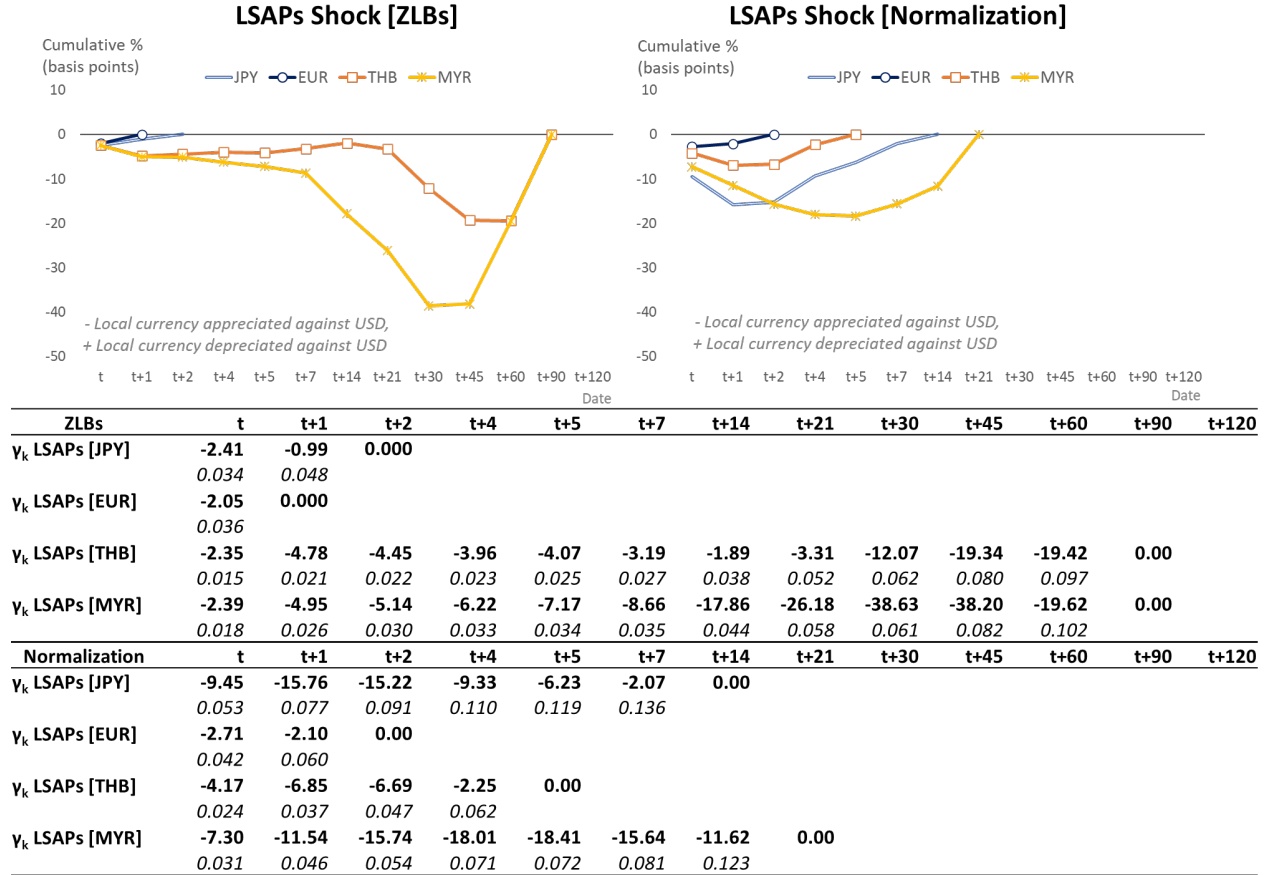 LSAPs Shock [ZLBs]
Cumulative %
(basis points)
JPY EUR THB MYR
10
0
-10
-20
-30
-40
-50
- Local currency appreciated against USD,
+ Local currency depreciated against USD
t t+1 t+2 t+4 t+5 t+7 t+14 t+21 t+30 t+45 t+60 t+90 t+120
Date
LSAPs Shock [Normalization]
Cumulative %
(basis points)
JPY EUR THB MYR
10
0
-10
-20
-30
-40
-50
- Local currency appreciated against USD,
+ Local currency depreciated against USD
t t+1 t+2 t+4 t+5 t+7 t+14 t+21 t+30 t+45 t+60 t+90 t+120
Date
ZLBs t t+1 t+2 t+4 t+5 t+7 t+14 t+21 t+30 t+45 t+60 t+90 t+120
γk LSAPs [JPY] -2.41 -0.99 0.000
0.034 0.048
γk LSAPs [EUR] -2.05 0.000
0.036
γk LSAPs [THB] -2.35 -4.78 -4.45 -3.96 -4.07 -3.19 -1.89 -3.31 -12.07 -19.34 -19.42 0.00
0.015 0.021 0.022 0.023 0.025 0.027 0.038 0.052 0.062 0.080 0.097
γk LSAPs [MYR] -2.39 -4.95 -5.14 -6.22 -7.17 -8.66 -17.86 -26.18 -38.63 -38.20 -19.62 0.00
0.018 0.026 0.030 0.033 0.034 0.035 0.044 0.058 0.061 0.082 0.102
Normalization t t+1 t+2 t+4 t+5 t+7 t+14 t+21 t+30 t+45 t+60 t+90 t+120
γk LSAPs [JPY] -9.45 -15.76 -15.22 -9.33 -6.23 -2.07 0.00
0.053 0.077 0.091 0.110 0.119 0.136
γk LSAPs [EUR] -2.71 -2.10 0.00
0.042 0.060
γk LSAPs [THB] -4.17 -6.85 -6.69 -2.25 0.00
0.024 0.037 0.047 0.062
γk LSAPs [MYR] -7.30 -11.54 -15.74 -18.01 -18.41 -15.64 -11.62 0.00
0.031 0.046 0.054 0.071 0.072 0.081 0.123